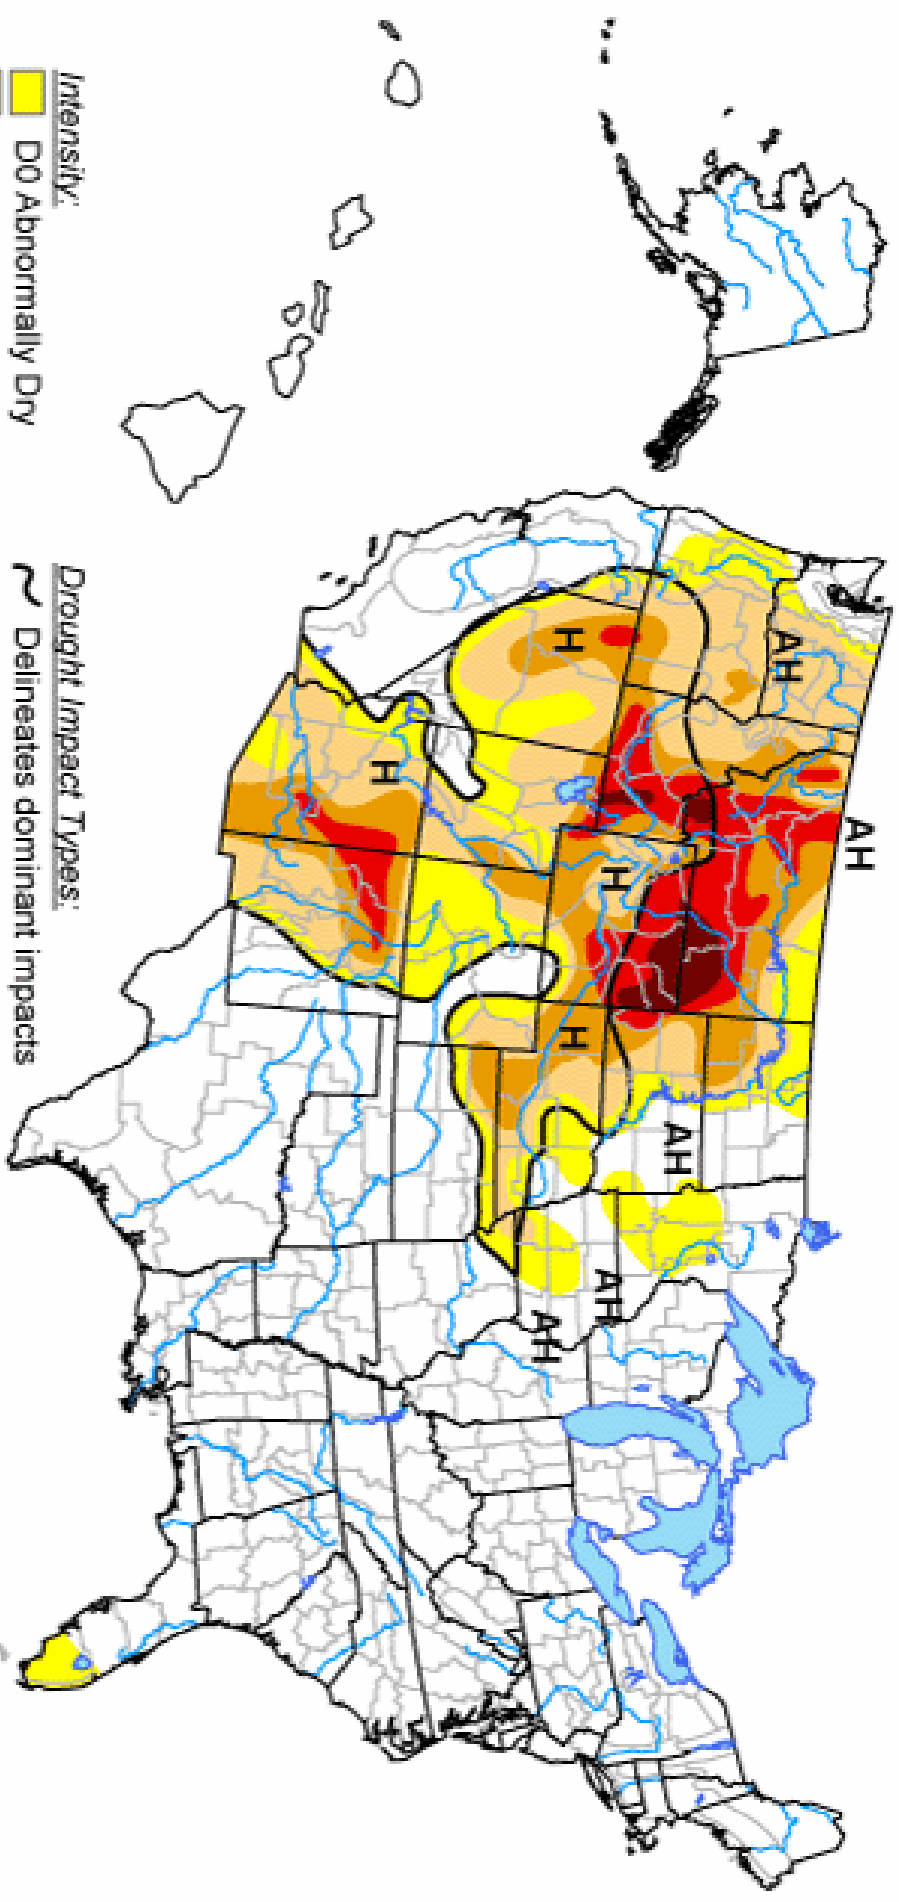 AH
AH
H
H
H
H
AH
AH
AH
Intensity:
D0 Abnormally Dry
Drought Impact Types:
Delineates dominant impacts